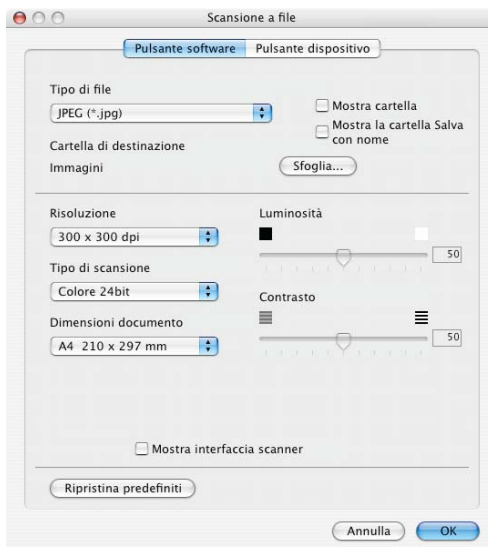 Scansione a file
Pulsante software Pulsante dispositivo
Tipo di file
JPEG (*.jpg)
Mostra cartella
Mostra la cartella Salva
con nome
Cartella di destinazione
Immagini
Sfoglia...
Risoluzione
300 x 300 dpi
Tipo di scansione
Colore 24bit
Dimensioni documento
A4 210 x 297 mm
Luminosità
50
Contrasto
50
Mostra interfaccia scanner
Ripristina predefiniti
Annulla OK